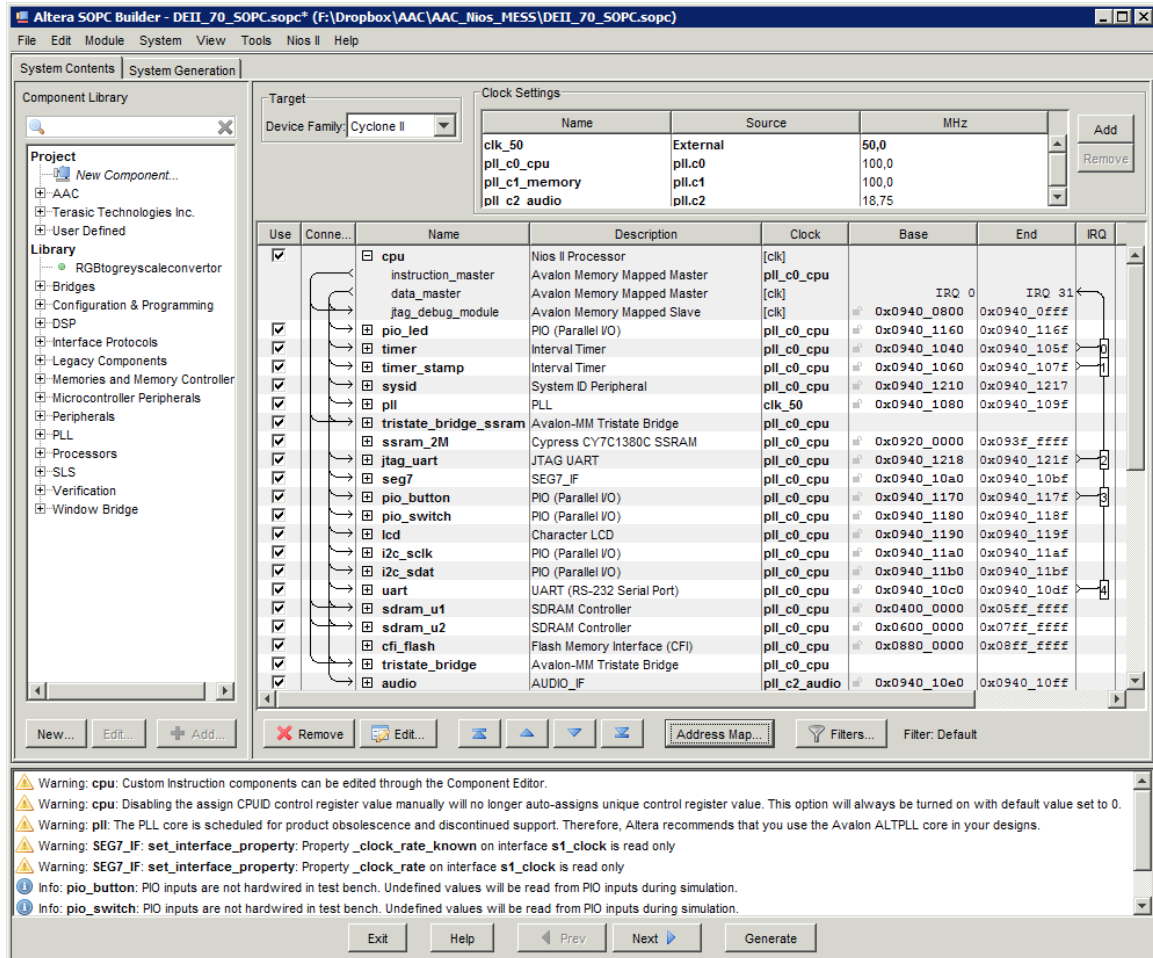 Altera SOPC Builder - DEII_70_SOPC.sopc* (F:\Dropbox\AAC\AAC_Nios_MESS\DEII_70_SOPC.sopc)
File Edit Module System View Tools Nios II Help
System Contents System Generation
Component Library
Project
New Component...
AAC
Terasic Technologies Inc.
User Defined
Library
RGBtogreyscaleconvertor
Bridges
Configuration & Programming
DSP
Interface Protocols
Legacy Components
Memories and Memory Controller
Microcontroller Peripherals
Peripherals
PLL
Processors
SLS
Verification
Window Bridge
New... Edit... Add...
Target
Device Family: Cyclone II
Clock Settings
Name Source MHz
clk_50 External 50,0
pll_c0_cpu pll.c0 100,0
pll_c1_memory pll.c1 100,0
pll_c2_audio pll.c2 18,75
Add
Remove
Use Conne... Name Description Clock Base End IRQ
cpu Nios II Processor [clk]
instruction_master Avalon Memory Mapped Master pll_c0_cpu
data_master Avalon Memory Mapped Master [clk] IRQ 0 IRQ 31
jtag_debug_module Avalon Memory Mapped Slave [clk] 0x0940_0800 0x0940_0fff
pio_led PIO (Parallel I/O) pll_c0_cpu 0x0940_1160 0x0940_116f
timer Interval Timer pll_c0_cpu 0x0940_1040 0x0940_105f 0
timer_stamp Interval Timer pll_c0_cpu 0x0940_1060 0x0940_107f 1
sysid System ID Peripheral pll_c0_cpu 0x0940_1210 0x0940_1217
pll PLL clk_50 0x0940_1080 0x0940_109f
tristate_bridge_ssram Avalon-MM Tristate Bridge pll_c0_cpu
ssram_2M Cypress CY7C1380C SSRAM pll_c0_cpu 0x0920_0000 0x093f_ffff
jtag_uart JTAG UART pll_c0_cpu 0x0940_1218 0x0940_121f 2
seg7 SEG7_IF pll_c0_cpu 0x0940_10a0 0x0940_10bf
pio_button PIO (Parallel I/O) pll_c0_cpu 0x0940_1170 0x0940_117f 3
pio_switch PIO (Parallel I/O) pll_c0_cpu 0x0940_1180 0x0940_118f
lcd Character LCD pll_c0_cpu 0x0940_1190 0x0940_119f
i2c_sclk PIO (Parallel I/O) pll_c0_cpu 0x0940_11a0 0x0940_11af
i2c_sdat PIO (Parallel I/O) pll_c0_cpu 0x0940_11b0 0x0940_11bf
uart UART (RS-232 Serial Port) pll_c0_cpu 0x0940_10c0 0x0940_10df 4
sdram_u1 SDRAM Controller pll_c0_cpu 0x0400_0000 0x05ff_ffff
sdram_u2 SDRAM Controller pll_c0_cpu 0x0600_0000 0x07ff_ffff
cfi_flash Flash Memory Interface (CFI) pll_c0_cpu 0x0880_0000 0x08ff_ffff
tristate_bridge Avalon-MM Tristate Bridge pll_c0_cpu
audio AUDIO_IF pll_c2_audio 0x0940_10e0 0x0940_10ff
Remove Edit... Address Map... Filters... Filter: Default
Warning: cpu: Custom Instruction components can be edited through the Component Editor.
Warning: cpu: Disabling the assign CPUID control register value manually will no longer auto-assigns unique control register value. This option will always be turned on with default value set to 0.
Warning: pll: The PLL core is scheduled for product obsolescence and discontinued support. Therefore, Altera recommends that you use the Avalon ALTPLL core in your designs.
Warning: SEG7_IF: set_interface_property: Property _clock_rate_known on interface s1_clock is read only
Warning: SEG7_IF: set_interface_property: Property _clock_rate on interface s1_clock is read only
Info: pio_button: PIO inputs are not hardwired in test bench. Undefined values will be read from PIO inputs during simulation.
Info: pio_switch: PIO inputs are not hardwired in test bench. Undefined values will be read from PIO inputs during simulation.
Exit Help Prev Next Generate